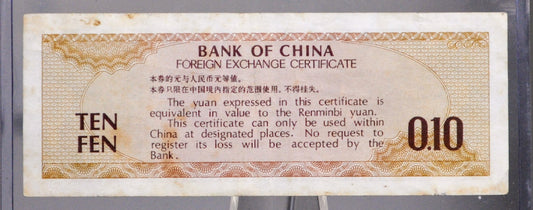 BANK OF CHINA
FOREIGN EXCHANGE CERTIFICATE
本券的元与人民币元等值。
本券只限在中国境内指定的范围使用，不得挂失。
The yuan expressed in this certificate is
equivalent in value to the Renminbi yuan.
This certificate can only be used within
China at designated places. No request to
register its loss will be accepted by the
Bank.
TEN
FEN
0.10